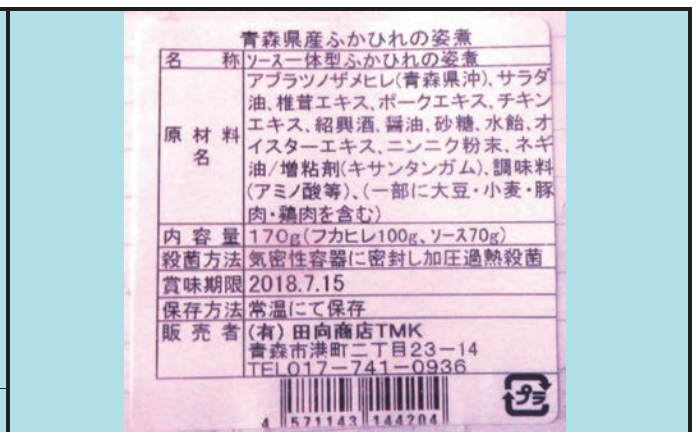 青森県産ふかひれの姿煮
名称 ソース一体型ふかひれの姿煮
原材料名 アブラツノザメヒレ(青森県沖)、サラダ
油、椎茸エキス、ポークエキス、チキン
エキス、紹興酒、醤油、砂糖、水飴、オ
イスターエキス、ニンニク粉末、ネギ
油/増粘剤(キサンタンガム)、調味料
(アミノ酸等)、(一部に大豆・小麦・豚
肉・鶏肉を含む)
内容量 170g(フカヒレ100g、ソース70g)
殺菌方法 気密性容器に密封し加圧過熱殺菌
賞味期限 2018.7.15
保存方法 常温にて保存
販売者 (有)田向商店TMK
青森市港町二丁目23-14
TEL017-741-0936
4 571143 144204
プラ